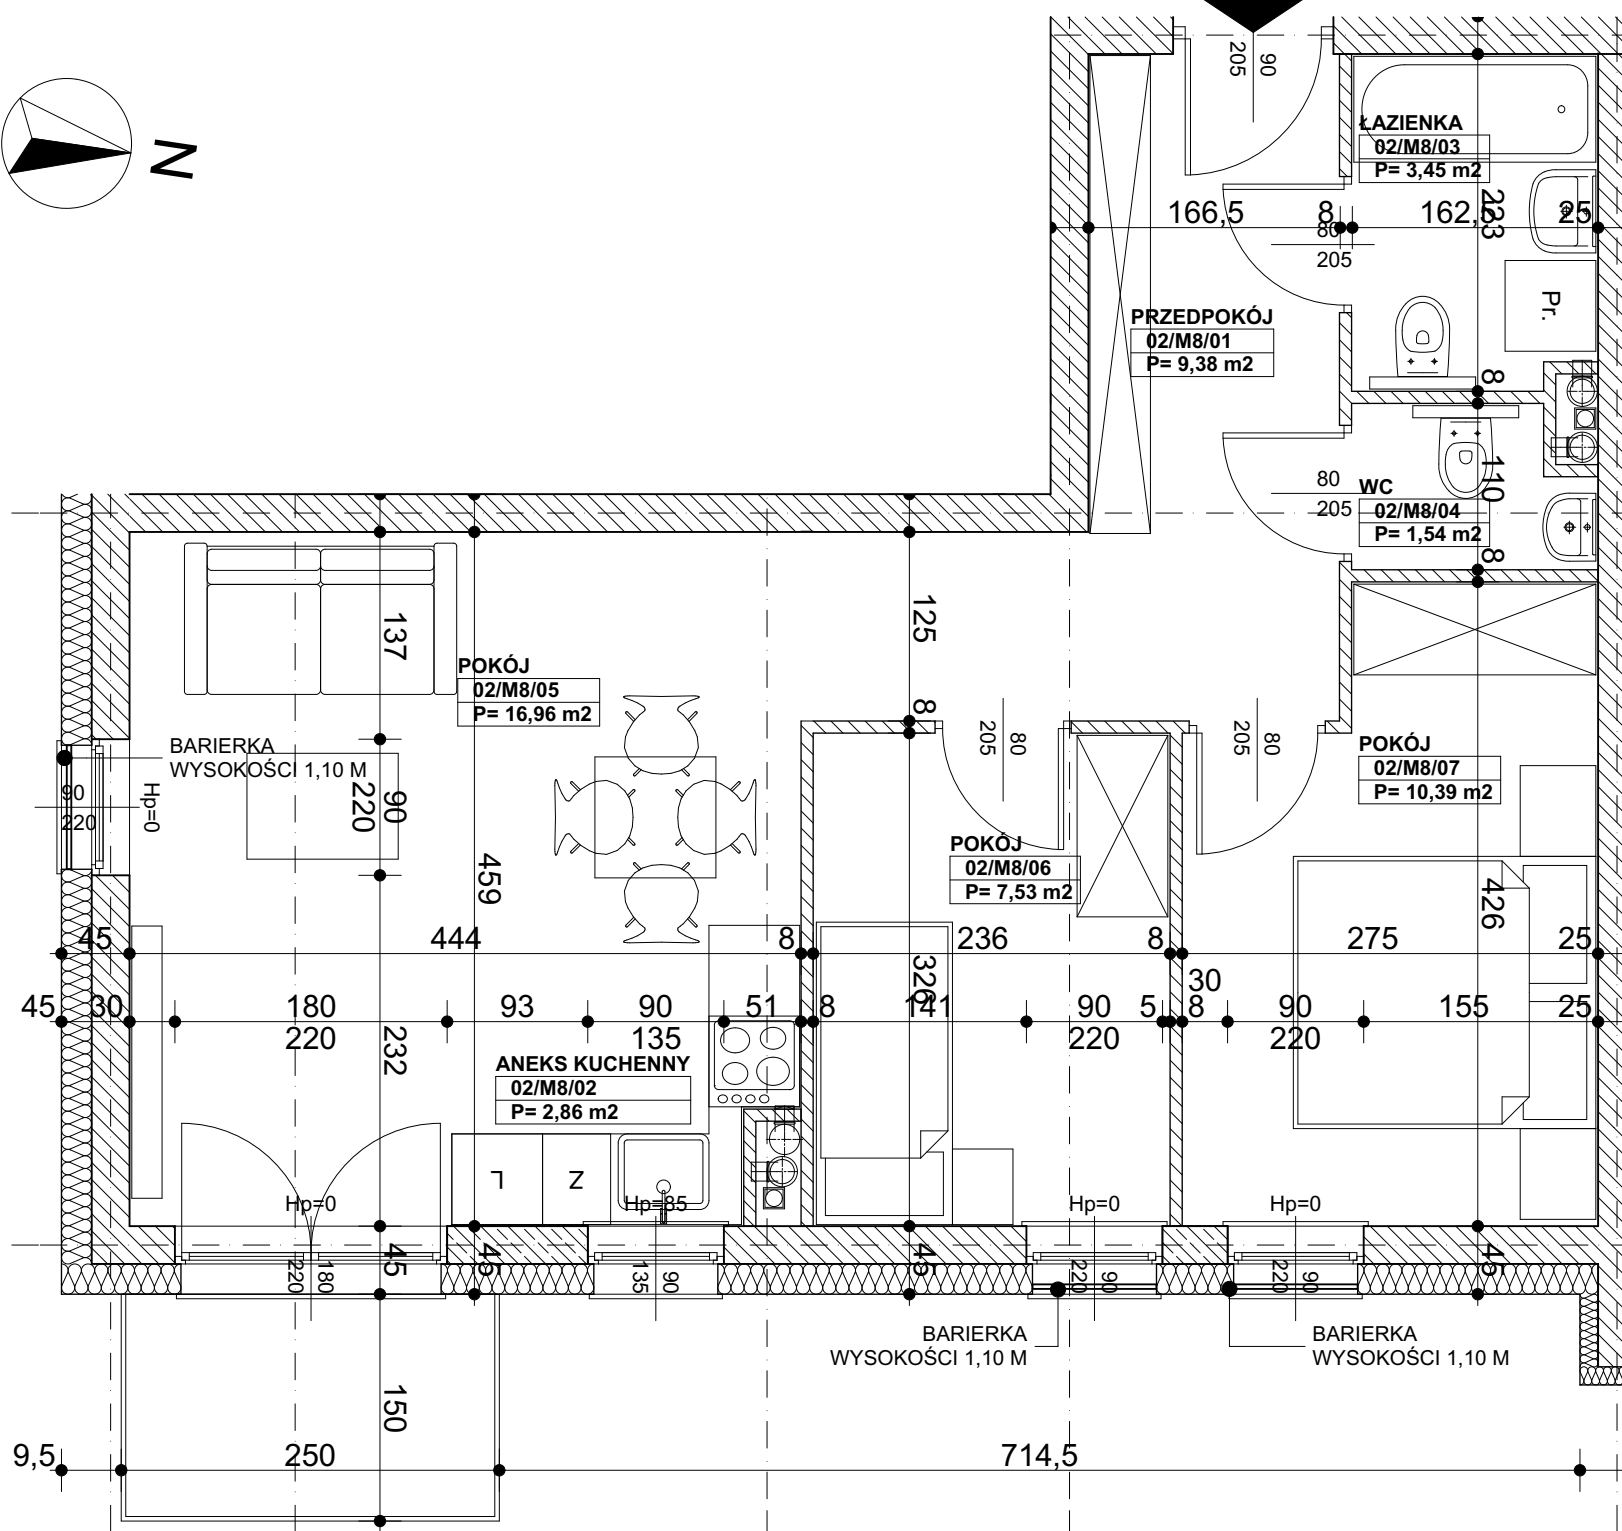 90
205
N
ŁAZIENKA
02/M8/03
P= 3,45 m2
166,5
8
162,5
223
25
80
205
Pr.
PRZEDPOKÓJ
02/M8/01
P= 9,38 m2
8
80
205
WC
02/M8/04
P= 1,54 m2
110
8
137
125
POKÓJ
02/M8/05
P= 16,96 m2
8
80
205
80
205
BARIERKA
WYSOKOŚCI 1,10 M
90
220
Hp=0
90
220
POKÓJ
02/M8/07
P= 10,39 m2
POKÓJ
02/M8/06
P= 7,53 m2
459
426
45
444
8
236
8
275
25
326
45
30
180
220
93
90
135
51
8
141
90
220
5
8
30
90
220
155
25
232
ANEKS KUCHENNY
02/M8/02
P= 2,86 m2
L
Z
Hp=0
Hp=85
Hp=0
Hp=0
180
220
45
45
90
135
45
90
220
90
220
45
BARIERKA
WYSOKOŚCI 1,10 M
BARIERKA
WYSOKOŚCI 1,10 M
150
9,5
250
714,5